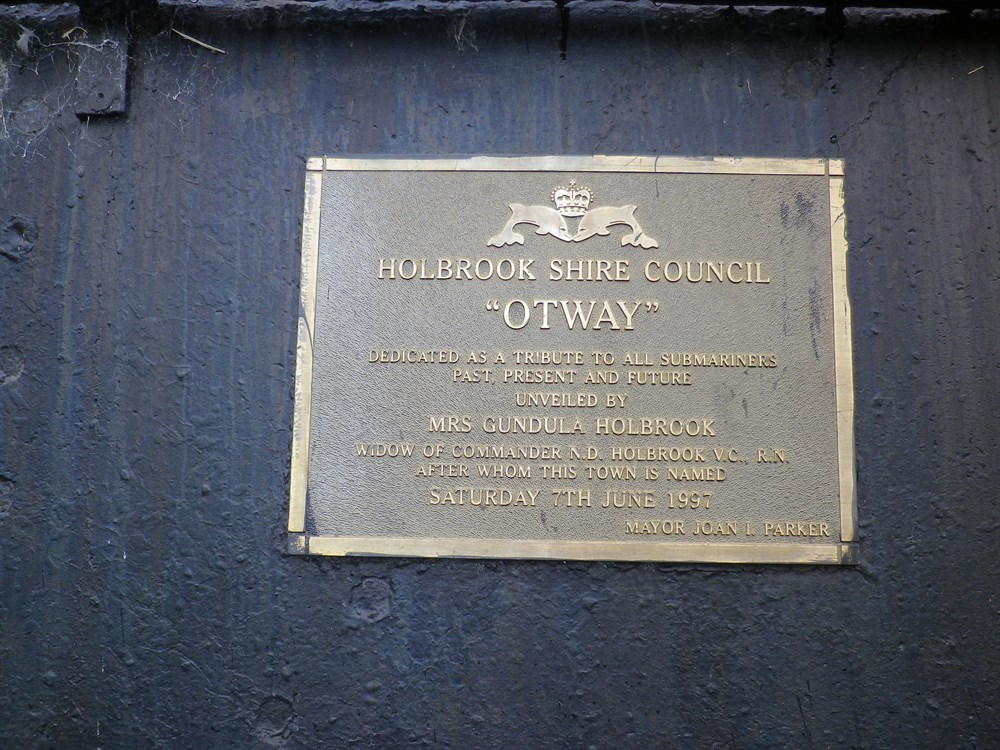 HOLBROOK SHIRE COUNCIL
"OTWAY"
DEDICATED AS A TRIBUTE TO ALL SUBMARINERS
PAST, PRESENT AND FUTURE
UNVEILED BY
MRS GUNDULA HOLBROOK
WIDOW OF COMMANDER N.D. HOLBROOK V.C., R.N.
AFTER WHOM THIS TOWN IS NAMED
SATURDAY 7TH JUNE 1997
MAYOR JOAN I. PARKER